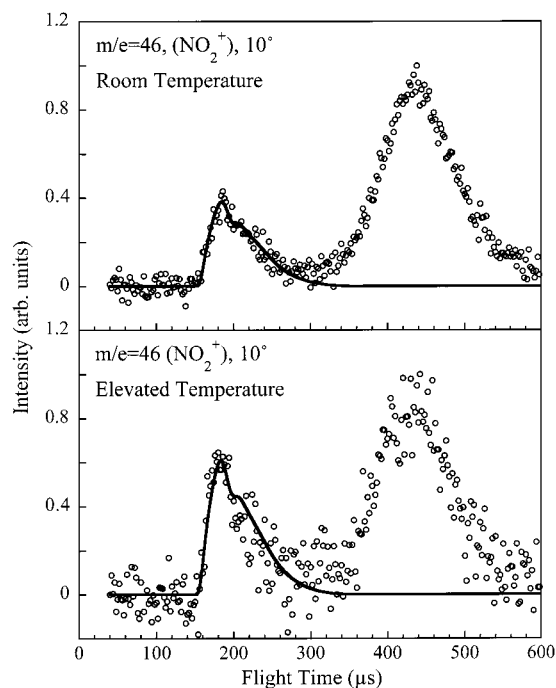 1.2
m/e=46, (NO₂⁺), 10°
Room Temperature
0.8
0.4
0
1.2
m/e=46 (NO₂⁺), 10°
Elevated Temperature
0.8
0.4
0
Intensity (arb. units)
0 100 200 300 400 500 600
Flight Time (µs)